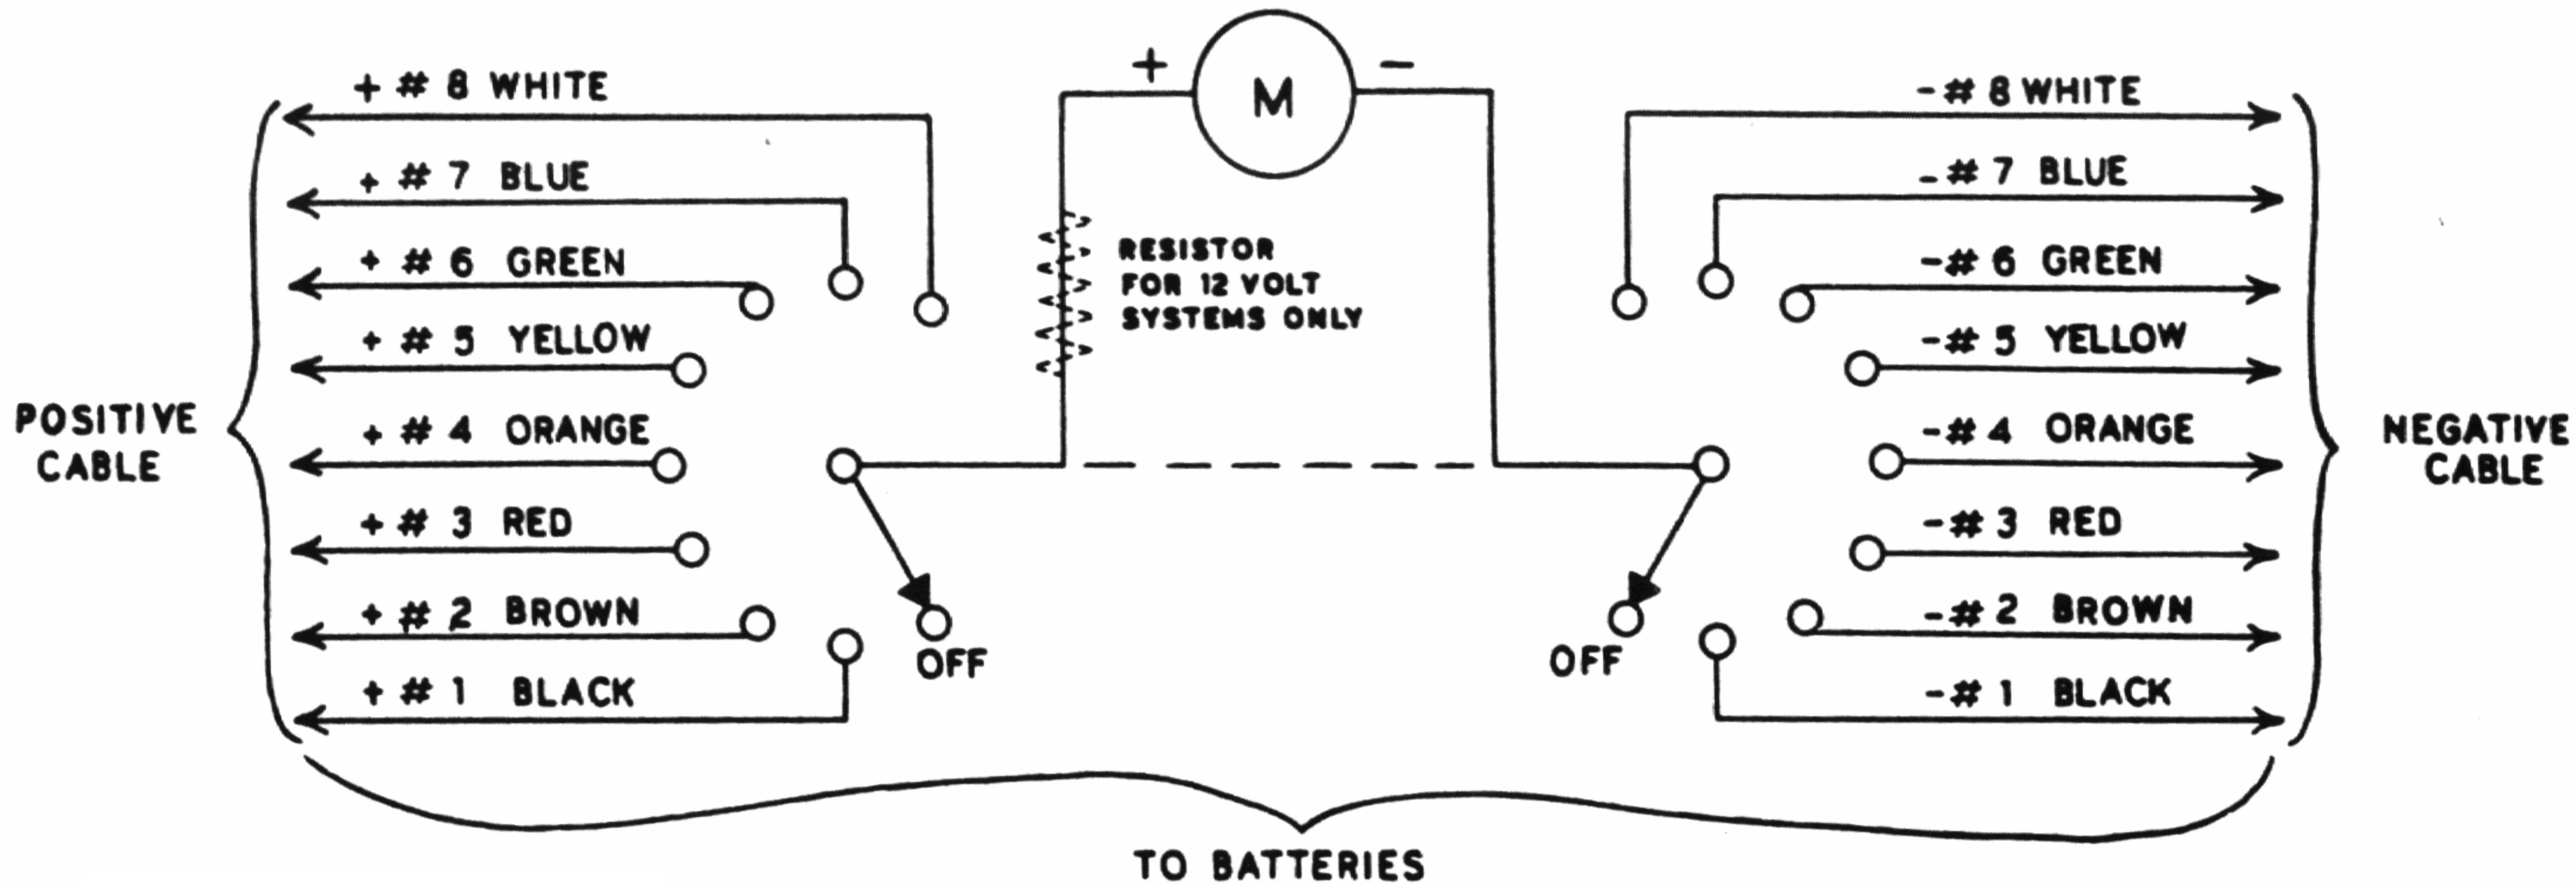 + # 8 WHITE
+ # 7 BLUE
+ # 6 GREEN
+ # 5 YELLOW
+ # 4 ORANGE
+ # 3 RED
+ # 2 BROWN
+ # 1 BLACK
POSITIVE
CABLE
OFF
+
M
-
RESISTOR
FOR 12 VOLT
SYSTEMS ONLY
OFF
-# 8 WHITE
-# 7 BLUE
-# 6 GREEN
-# 5 YELLOW
-# 4 ORANGE
-# 3 RED
-# 2 BROWN
-# 1 BLACK
NEGATIVE
CABLE
TO BATTERIES